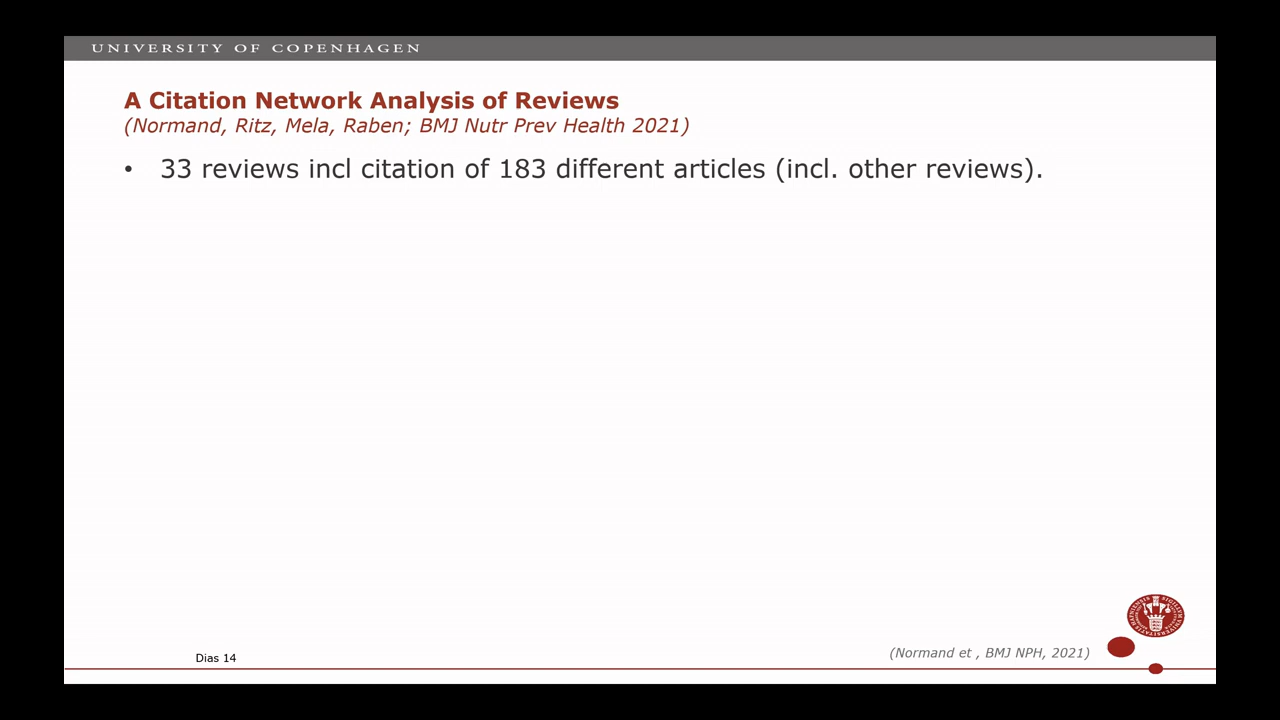 UNIVERSITY OF COPENHAGEN
A Citation Network Analysis of Reviews
(Normand, Ritz, Mela, Raben; BMJ Nutr Prev Health 2021)
• 33 reviews incl citation of 183 different articles (incl. other reviews).
Dias 14
(Normand et , BMJ NPH, 2021)